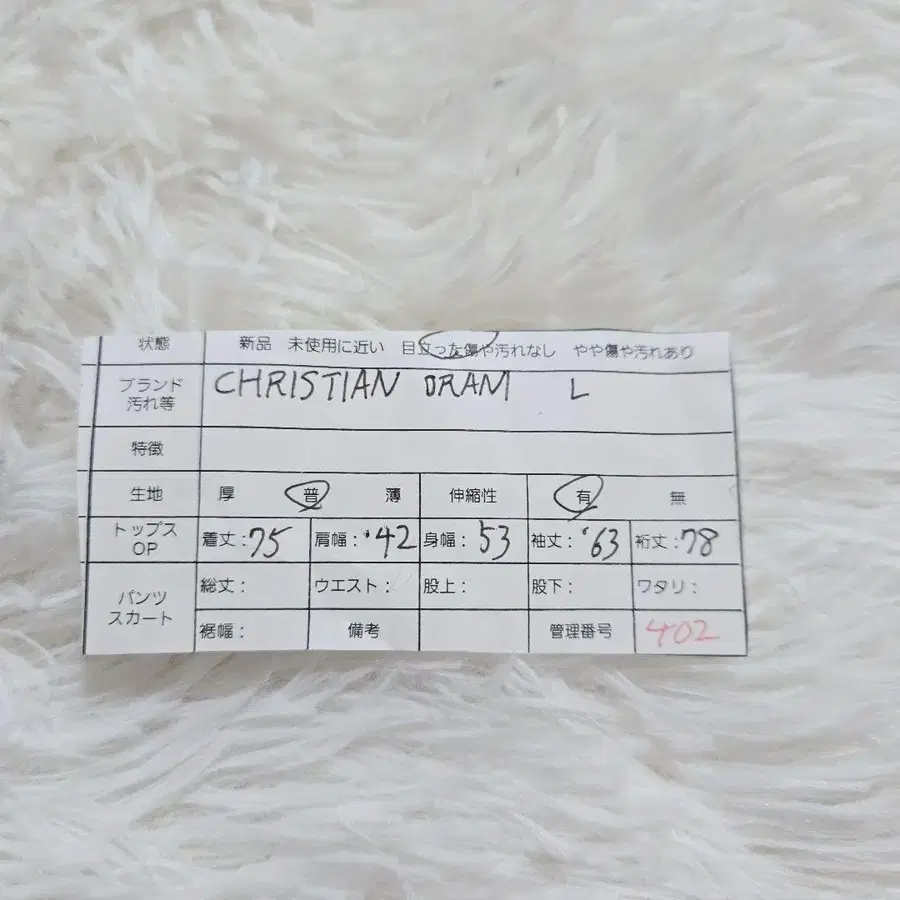 状態 新品 未使用に近い 目立った傷や汚れなし やや傷や汚れあり
ブランド 汚れ等 CHRISTIAN ORANI L
特徴
生地 厚 普 薄 伸縮性 有 無
トップス OP 着丈:75 肩幅:42 身幅:53 袖丈:63 裄丈:78
パンツ スカート 総丈: ウエスト: 股上: 股下: ワタリ:
裾幅: 備考 管理番号 402